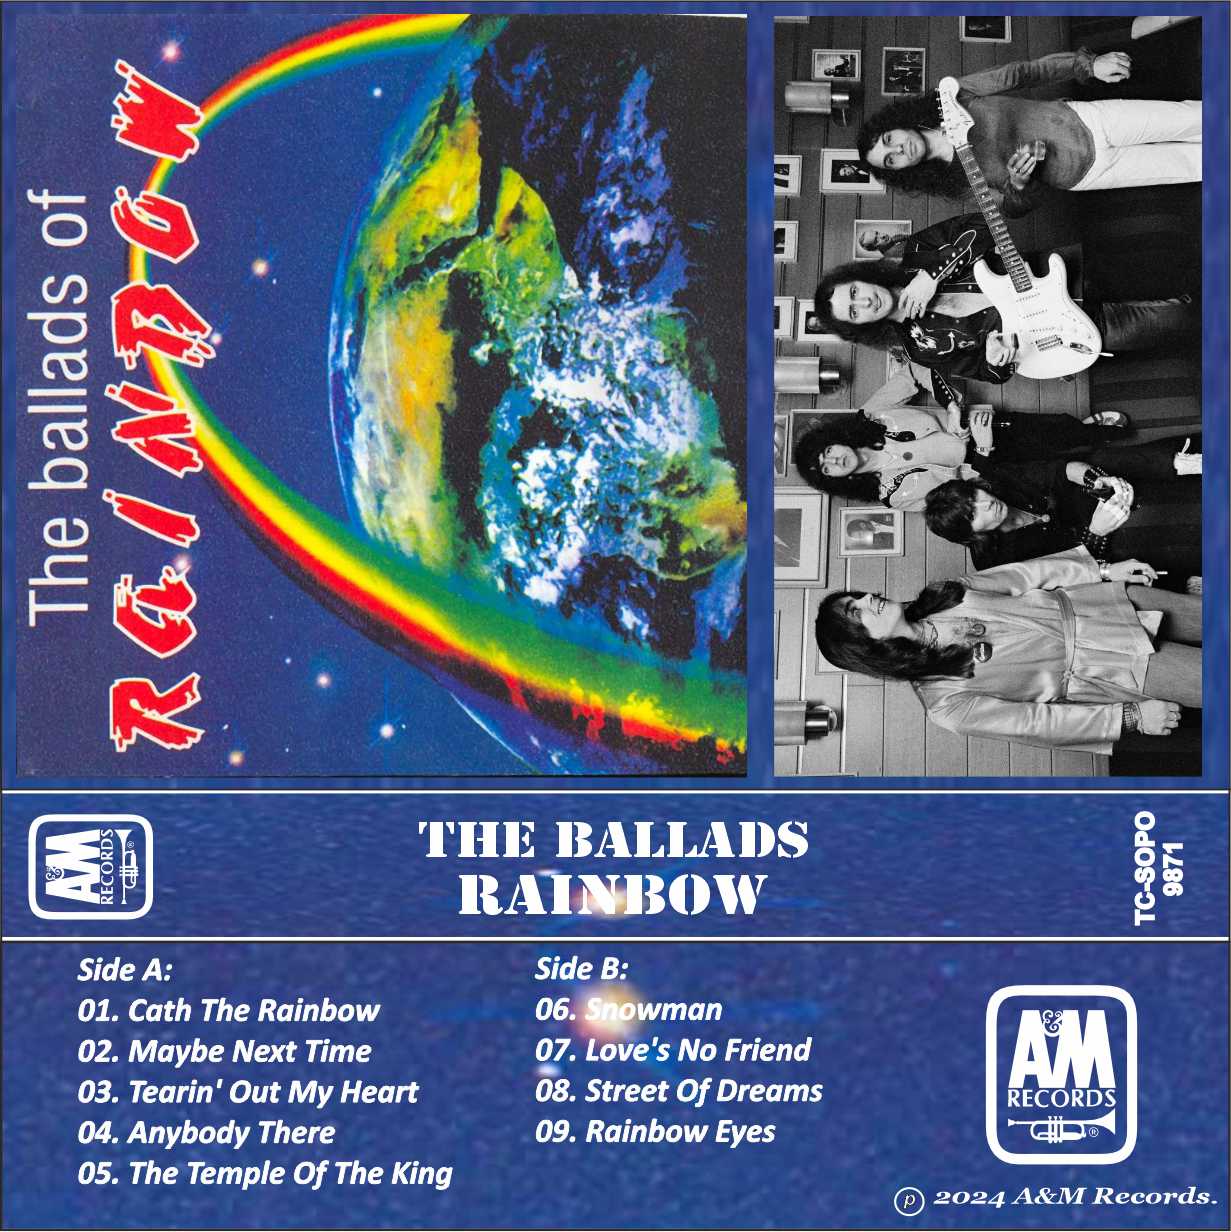 The ballads of
RAINBOW
A&M
RECORDS
®
THE BALLADS
RAINBOW
TC-SOPO
9871
Side A:
01. Cath The Rainbow
02. Maybe Next Time
03. Tearin' Out My Heart
04. Anybody There
05. The Temple Of The King
Side B:
06. Snowman
07. Love's No Friend
08. Street Of Dreams
09. Rainbow Eyes
A&M
RECORDS
®
℗ 2024 A&M Records.